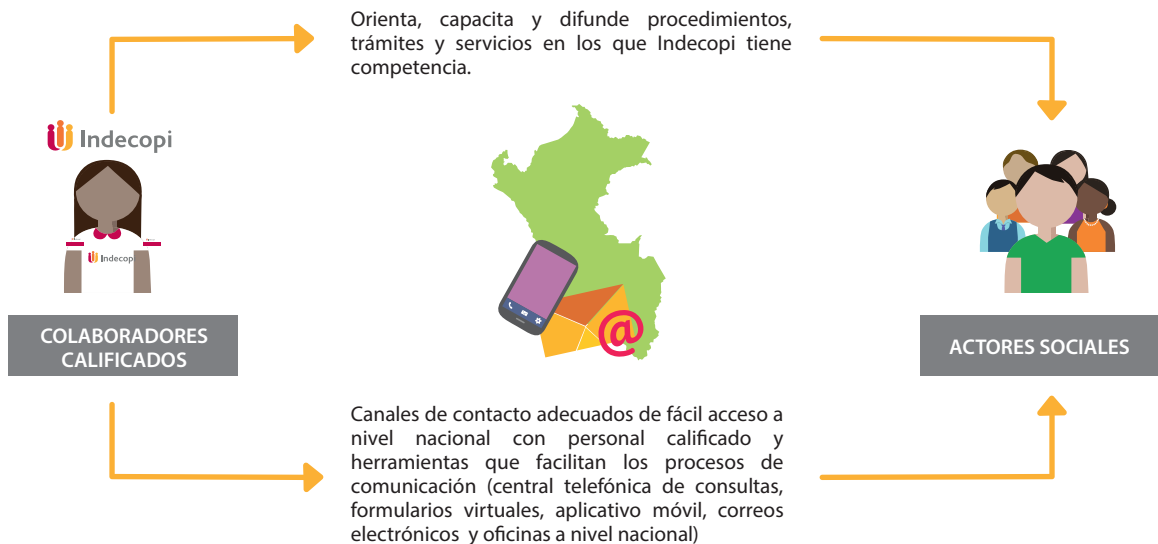 Orienta, capacita y difunde procedimientos,
trámites y servicios en los que Indecopi tiene
competencia.
Indecopi
Indecopi
COLABORADORES
CALIFICADOS
@
ACTORES SOCIALES
Canales de contacto adecuados de fácil acceso a
nivel nacional con personal calificado y
herramientas que facilitan los procesos de
comunicación (central telefónica de consultas,
formularios virtuales, aplicativo móvil, correos
electrónicos y oficinas a nivel nacional)